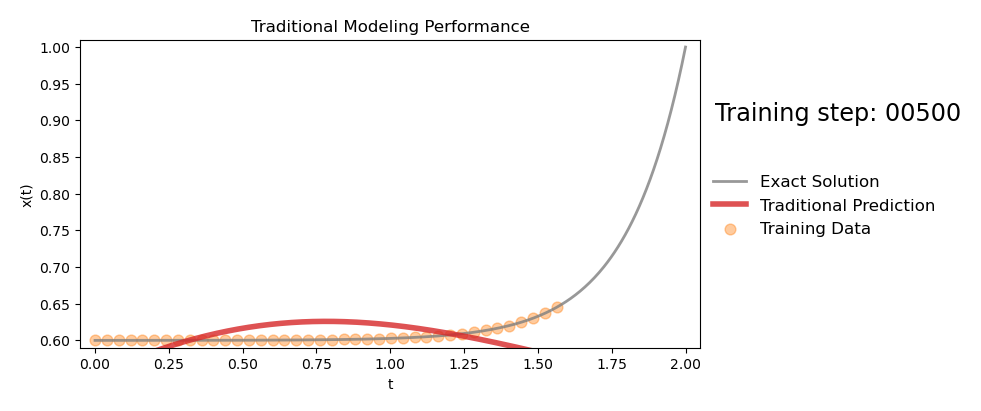 Traditional Modeling Performance
1.00
0.95
0.90
0.85
0.80
0.75
0.70
0.65
0.60
x(t)
0.00 0.25 0.50 0.75 1.00 1.25 1.50 1.75 2.00
t
Training step: 00500
Exact Solution
Traditional Prediction
Training Data